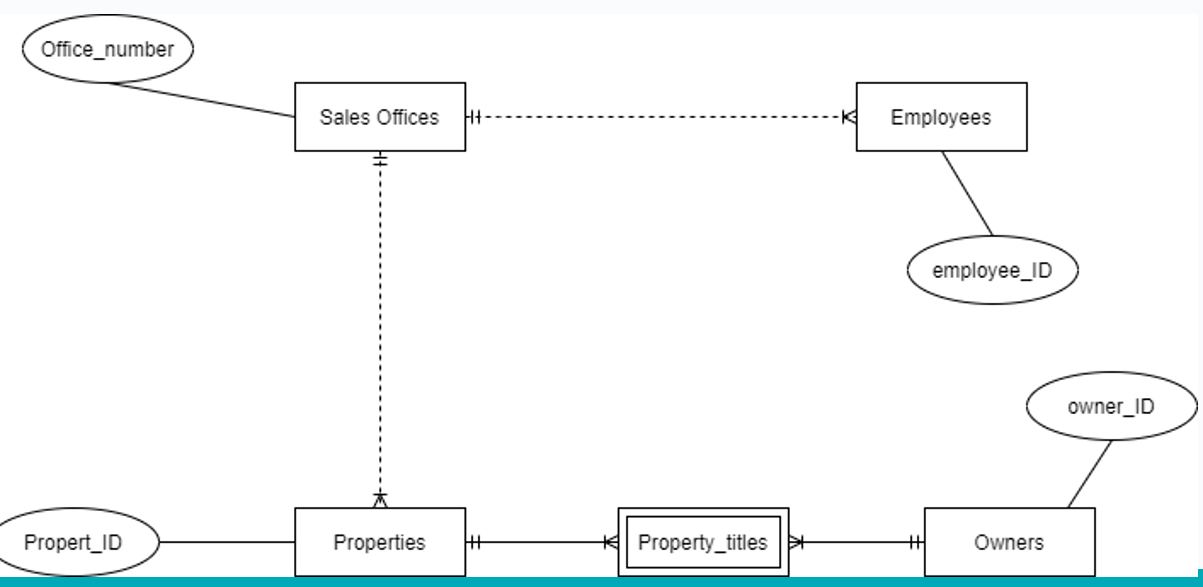 Office_number
Sales Offices
Employees
employee_ID
owner_ID
Propert_ID
Properties
Property_titles
Owners